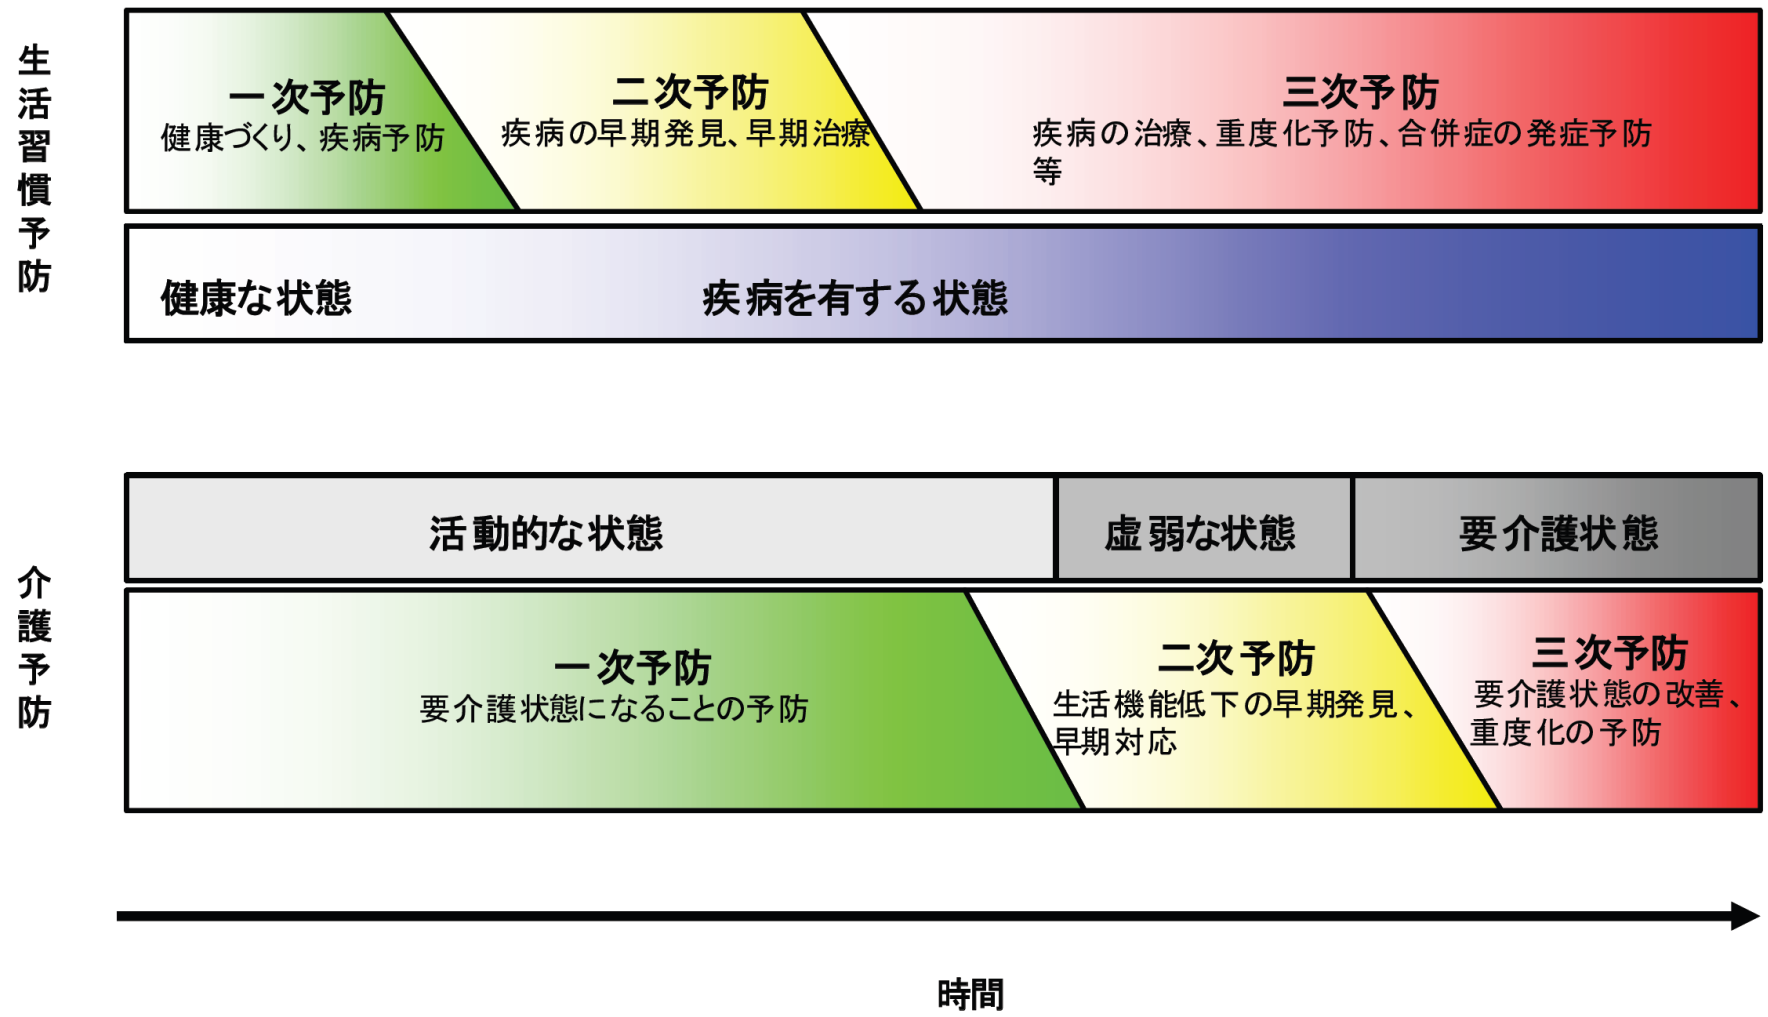 生活習慣予防
一次予防
健康づくり、疾病予防
二次予防
疾病の早期発見、早期治療
三次予防
疾病の治療、重度化予防、合併症の発症予防
等
健康な状態
疾病を有する状態
介護予防
活動的な状態
虚弱な状態
要介護状態
一次予防
要介護状態になることの予防
二次予防
生活機能低下の早期発見、
早期対応
三次予防
要介護状態の改善、
重度化の予防
時間